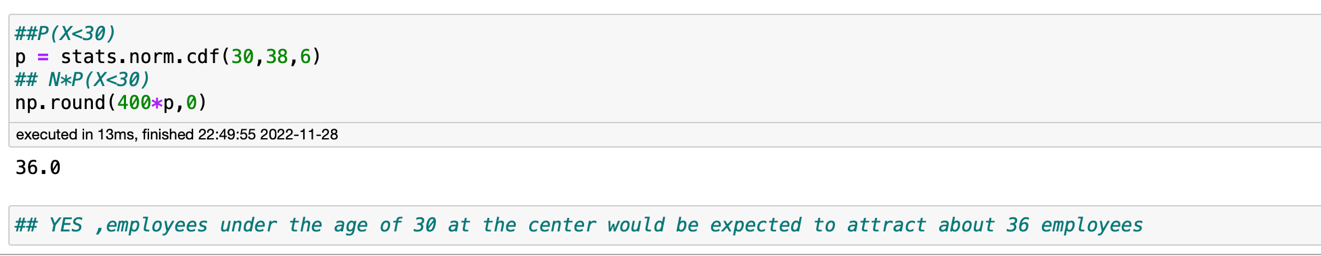 ##P(X<30)
p = stats.norm.cdf(30,38,6)
## N*P(X<30)
np.round(400*p,0)
executed in 13ms, finished 22:49:55 2022-11-28
36.0
## YES ,employees under the age of 30 at the center would be expected to attract about 36 employees